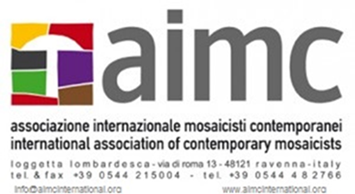 aimc
associazione internazionale mosaicisti contemporanei
international association of contemporary mosaicists
loggetta lombardesca - via di roma 13 - 48121 ravenna - italy
tel. & fax +39 0544 215004 - tel. +39 0544 482766
info@aimcinternational.org www.aimcinternational.org